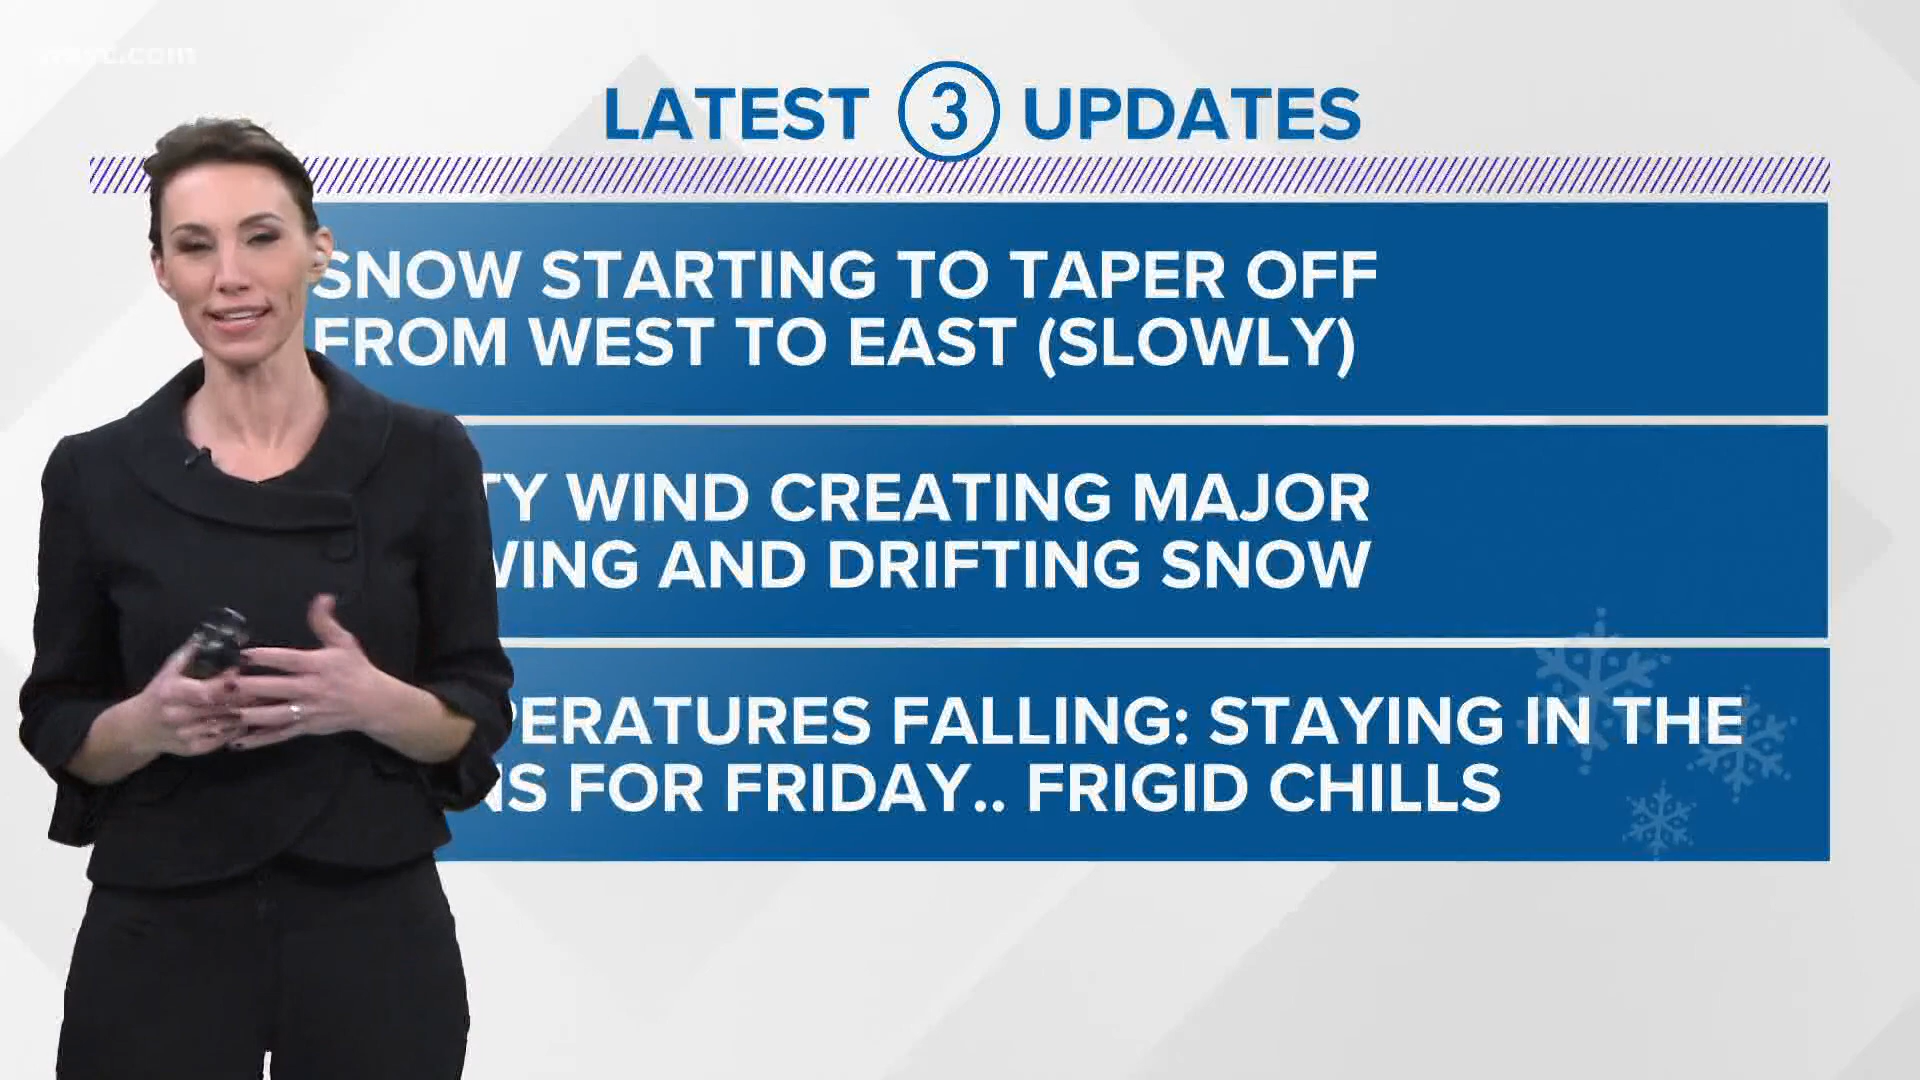 LATEST 3 UPDATES
SNOW STARTING TO TAPER OFF
FROM WEST TO EAST (SLOWLY)
WIND CREATING MAJOR
AND DRIFTING SNOW
FALLING: STAYING IN THE
FOR FRIDAY.. FRIGID CHILLS